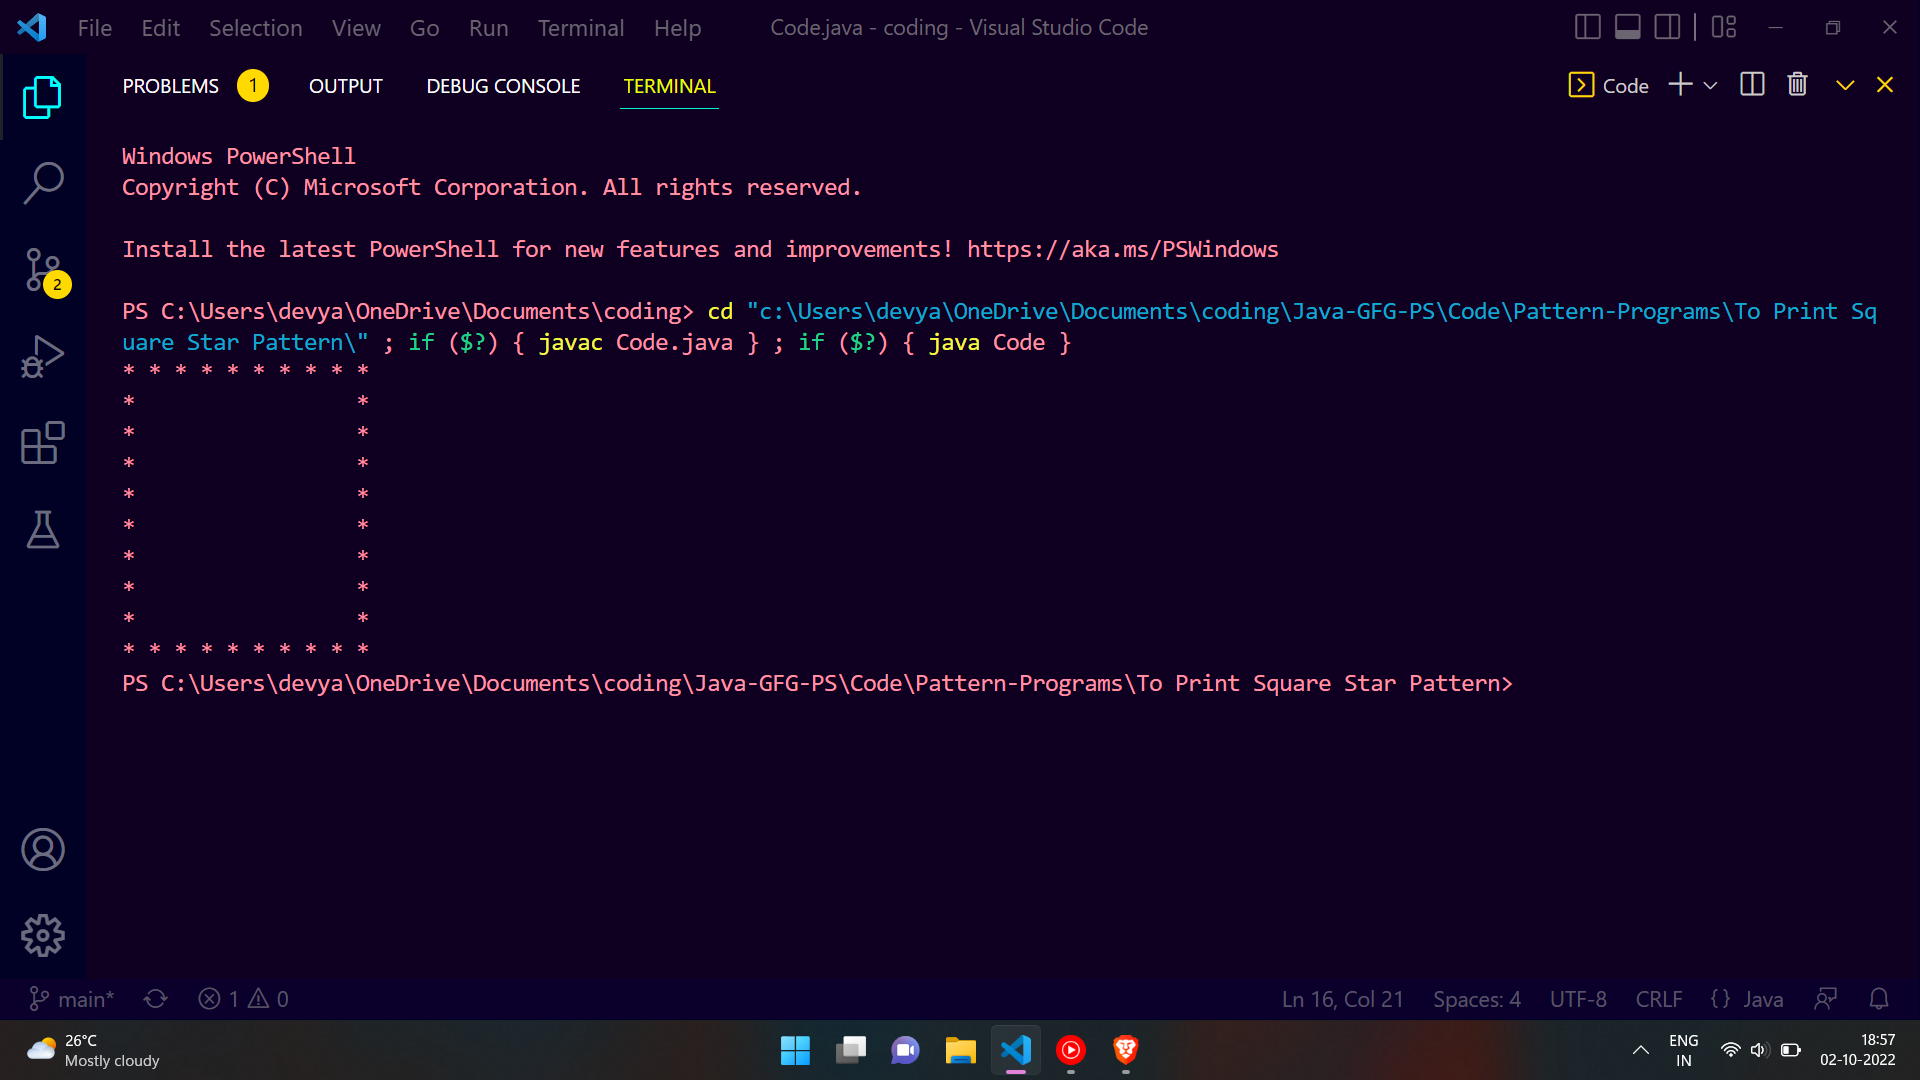 File Edit Selection View Go Run Terminal Help Code.java - coding - Visual Studio Code
PROBLEMS 1 OUTPUT DEBUG CONSOLE TERMINAL Code
Windows PowerShell
Copyright (C) Microsoft Corporation. All rights reserved.
Install the latest PowerShell for new features and improvements! https://aka.ms/PSWindows
PS C:\Users\devya\OneDrive\Documents\coding> cd "c:\Users\devya\OneDrive\Documents\coding\Java-GFG-PS\Code\Pattern-Programs\To Print Sq
uare Star Pattern\" ; if ($?) { javac Code.java } ; if ($?) { java Code }
* * * * * * * * * *
*                 *
*                 *
*                 *
*                 *
*                 *
*                 *
*                 *
*                 *
* * * * * * * * * *
PS C:\Users\devya\OneDrive\Documents\coding\Java-GFG-PS\Code\Pattern-Programs\To Print Square Star Pattern>
2
main* 1 0 Ln 16, Col 21 Spaces: 4 UTF-8 CRLF {} Java
26°C
Mostly cloudy
ENG
IN
18:57
02-10-2022